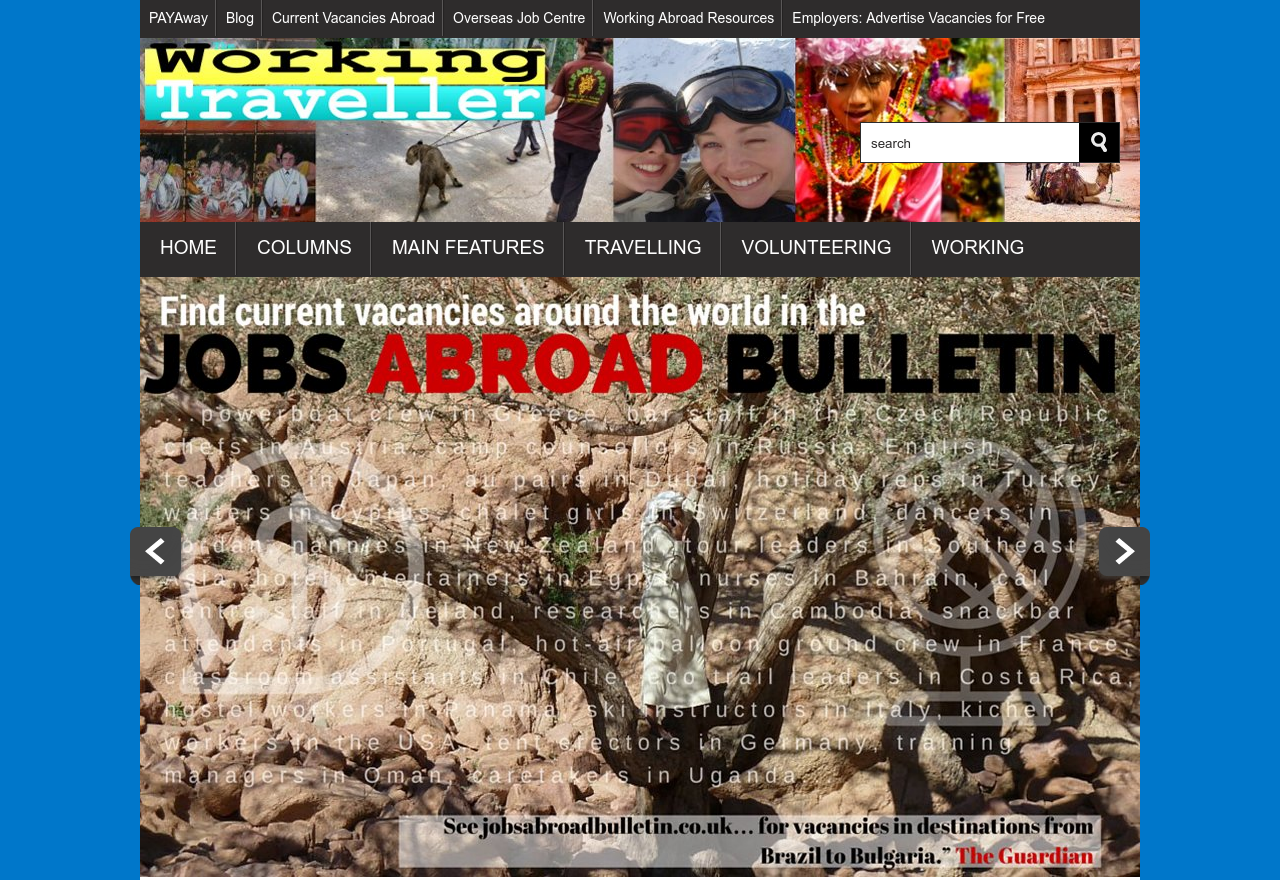 PAYAway
Blog
Current Vacancies Abroad
Overseas Job Centre
Working Abroad Resources
Employers: Advertise Vacancies for Free
Working
Traveller
search
HOME
COLUMNS
MAIN FEATURES
TRAVELLING
VOLUNTEERING
WORKING
Find current vacancies around the world in the
JOBS ABROAD BULLETIN
...powerboat crew in Greece, bar staff in the Czech Republic
chefs in Austria, camp counsellors in Russia, English
teachers in Japan, au pairs in Dubai, holiday reps in Turkey,
waiters in Cyprus, chalet girls in Switzerland, dancers in
Jordan, nannies in New Zealand, tour leaders in Southeast
Asia, hotel entertainers in Egpyt, nurses in Bahrain, call
centre staff in Ireland, researchers in Cambodia, snackbar
attendants in Portugal, hot-air balloon ground crew in France,
classroom assistants in Chile, eco trail leaders in Costa Rica,
hostel workers in Panama, ski instructors in Italy, kichen
workers in the USA, tent erectors in Germany, training
managers in Oman, caretakers in Uganda...
See jobsabroadbulletin.co.uk... for vacancies in destinations from
Brazil to Bulgaria.” The Guardian